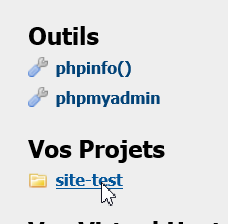 Outils
phpinfo()
phpmyadmin
Vos Projets
site-test